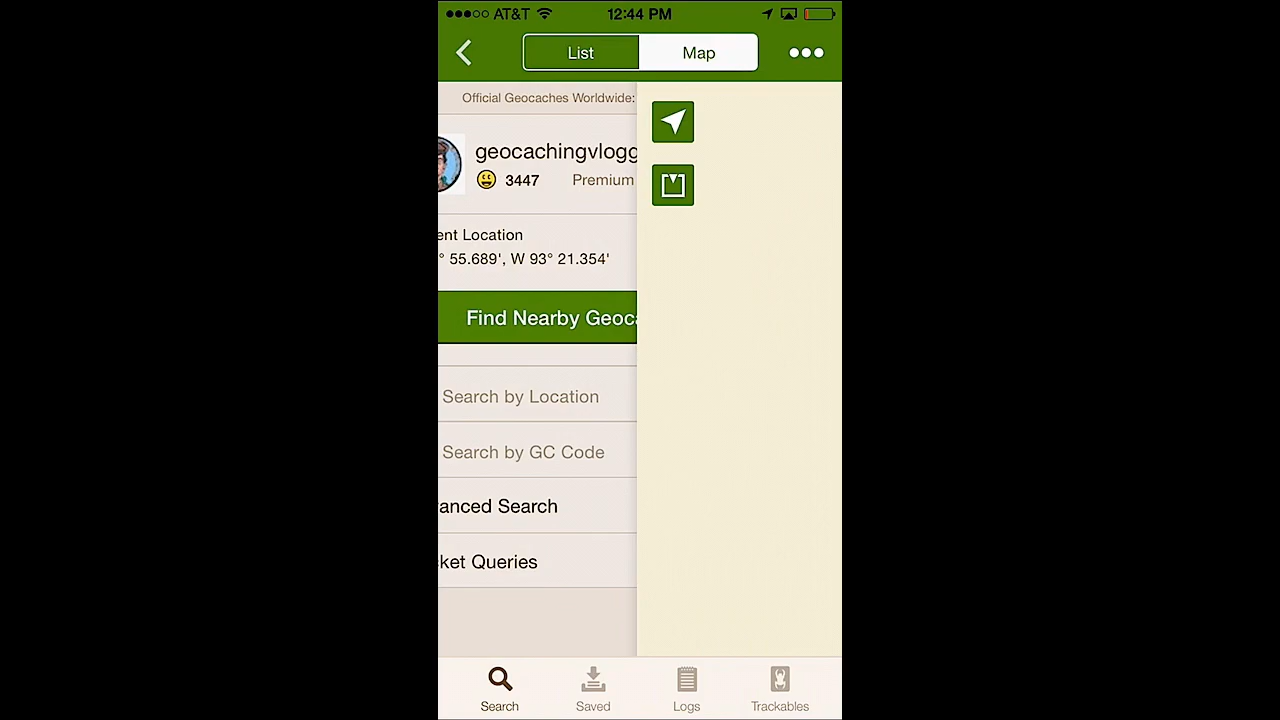 AT&T 12:44 PM
List Map
Official Geocaches Worldwide:
geocachingvlogg
3447 Premium
ent Location
° 55.689', W 93° 21.354'
Find Nearby Geoca
Search by Location
Search by GC Code
anced Search
ket Queries
Search Saved Logs Trackables